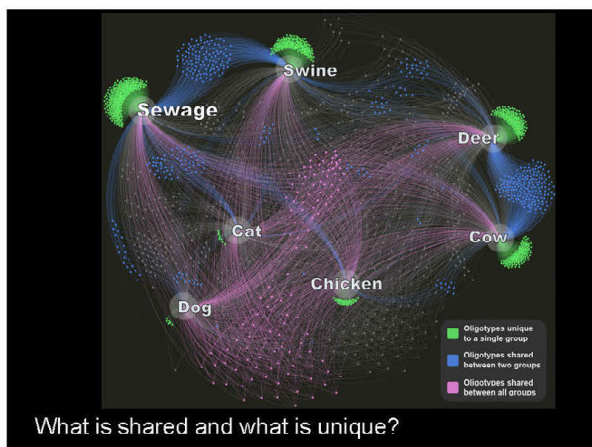 Swine
Sewage
Deer
Cat
Cow
Chicken
Dog
Oligotypes unique
to a single group
Oligotypes shared
between two groups
Oligotypes shared
between all groups
What is shared and what is unique?